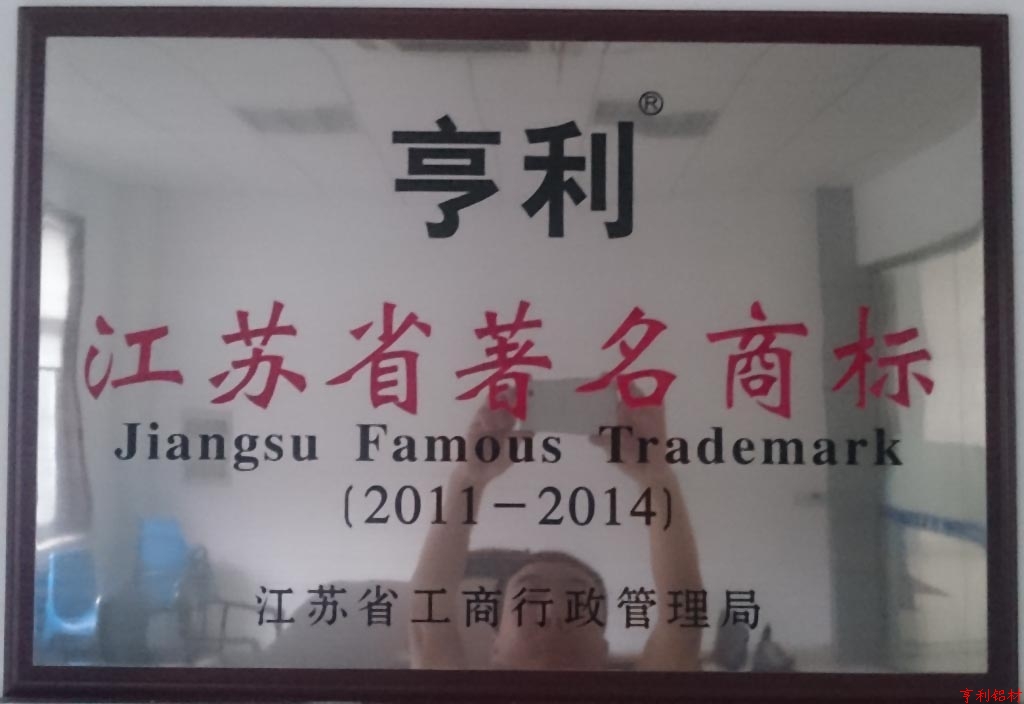 亨利®
江苏省著名商标
Jiangsu Famous Trademark
(2011-2014)
江苏省工商行政管理局
亨利铝材